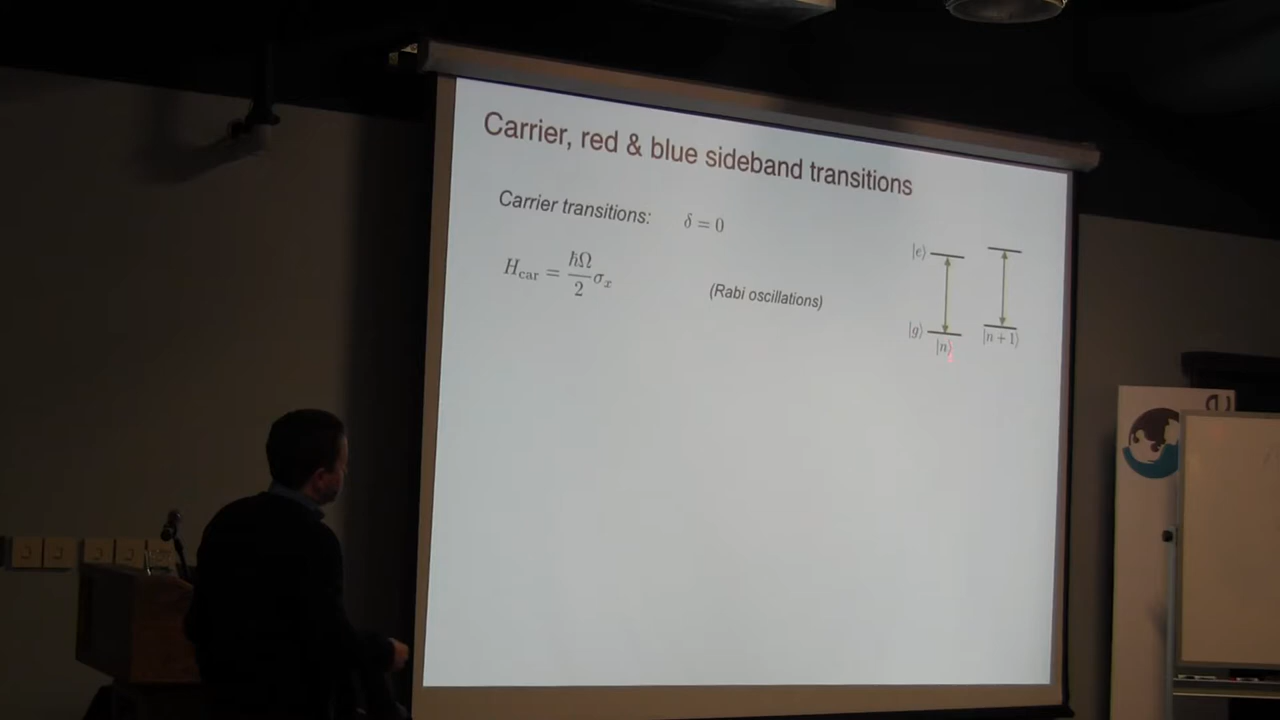 Carrier, red & blue sideband transitions
Carrier transitions: δ = 0
H_car = ħΩ/2 σ_x
(Rabi oscillations)
|e⟩
|g⟩
|n⟩ |n + 1⟩